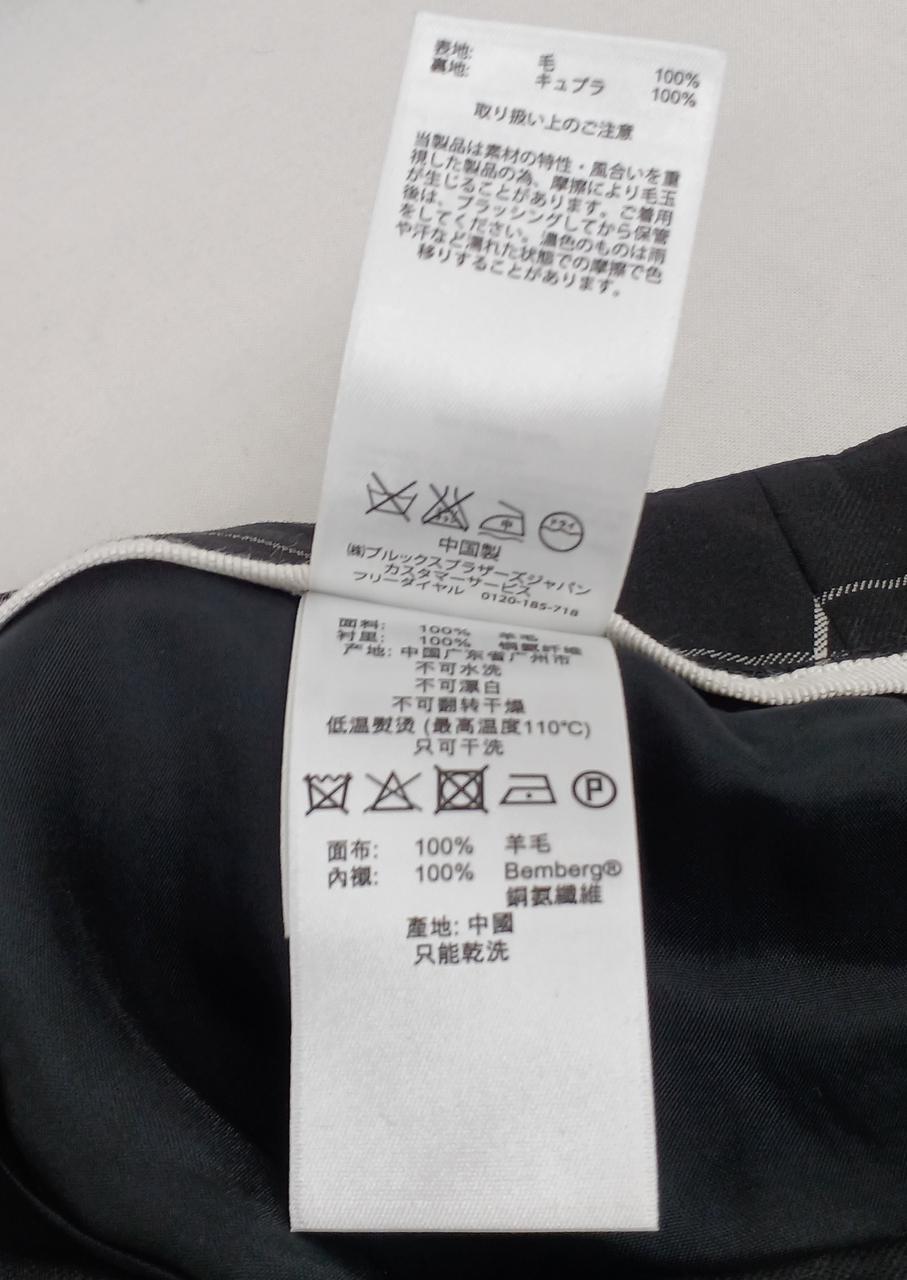 表地: 毛 100%
裏地: キュプラ 100%
取り扱い上のご注意
当製品は素材の特性・風合いを重
視した製品の為、摩擦により毛玉
が生じることがあります。ご着用
後は、ブラッシングしてから保管
をしてください。濃色のものは雨
や汗など濡れた状態での摩擦で色
移りすることがあります。
エンソ
中
ドライ
中国製
㈱ブルックスブラザーズジャパン
カスタマーサービス
フリーダイヤル 0120-185-718
面料: 100% 羊毛
衬里: 100% 铜氨纤维
产地: 中国广东省广州市
不可水洗
不可漂白
不可翻转干燥
低温熨烫 (最高温度110°C)
只可干洗
P
面布: 100% 羊毛
內襯: 100% Bemberg®
銅氨纖維
產地: 中國
只能乾洗